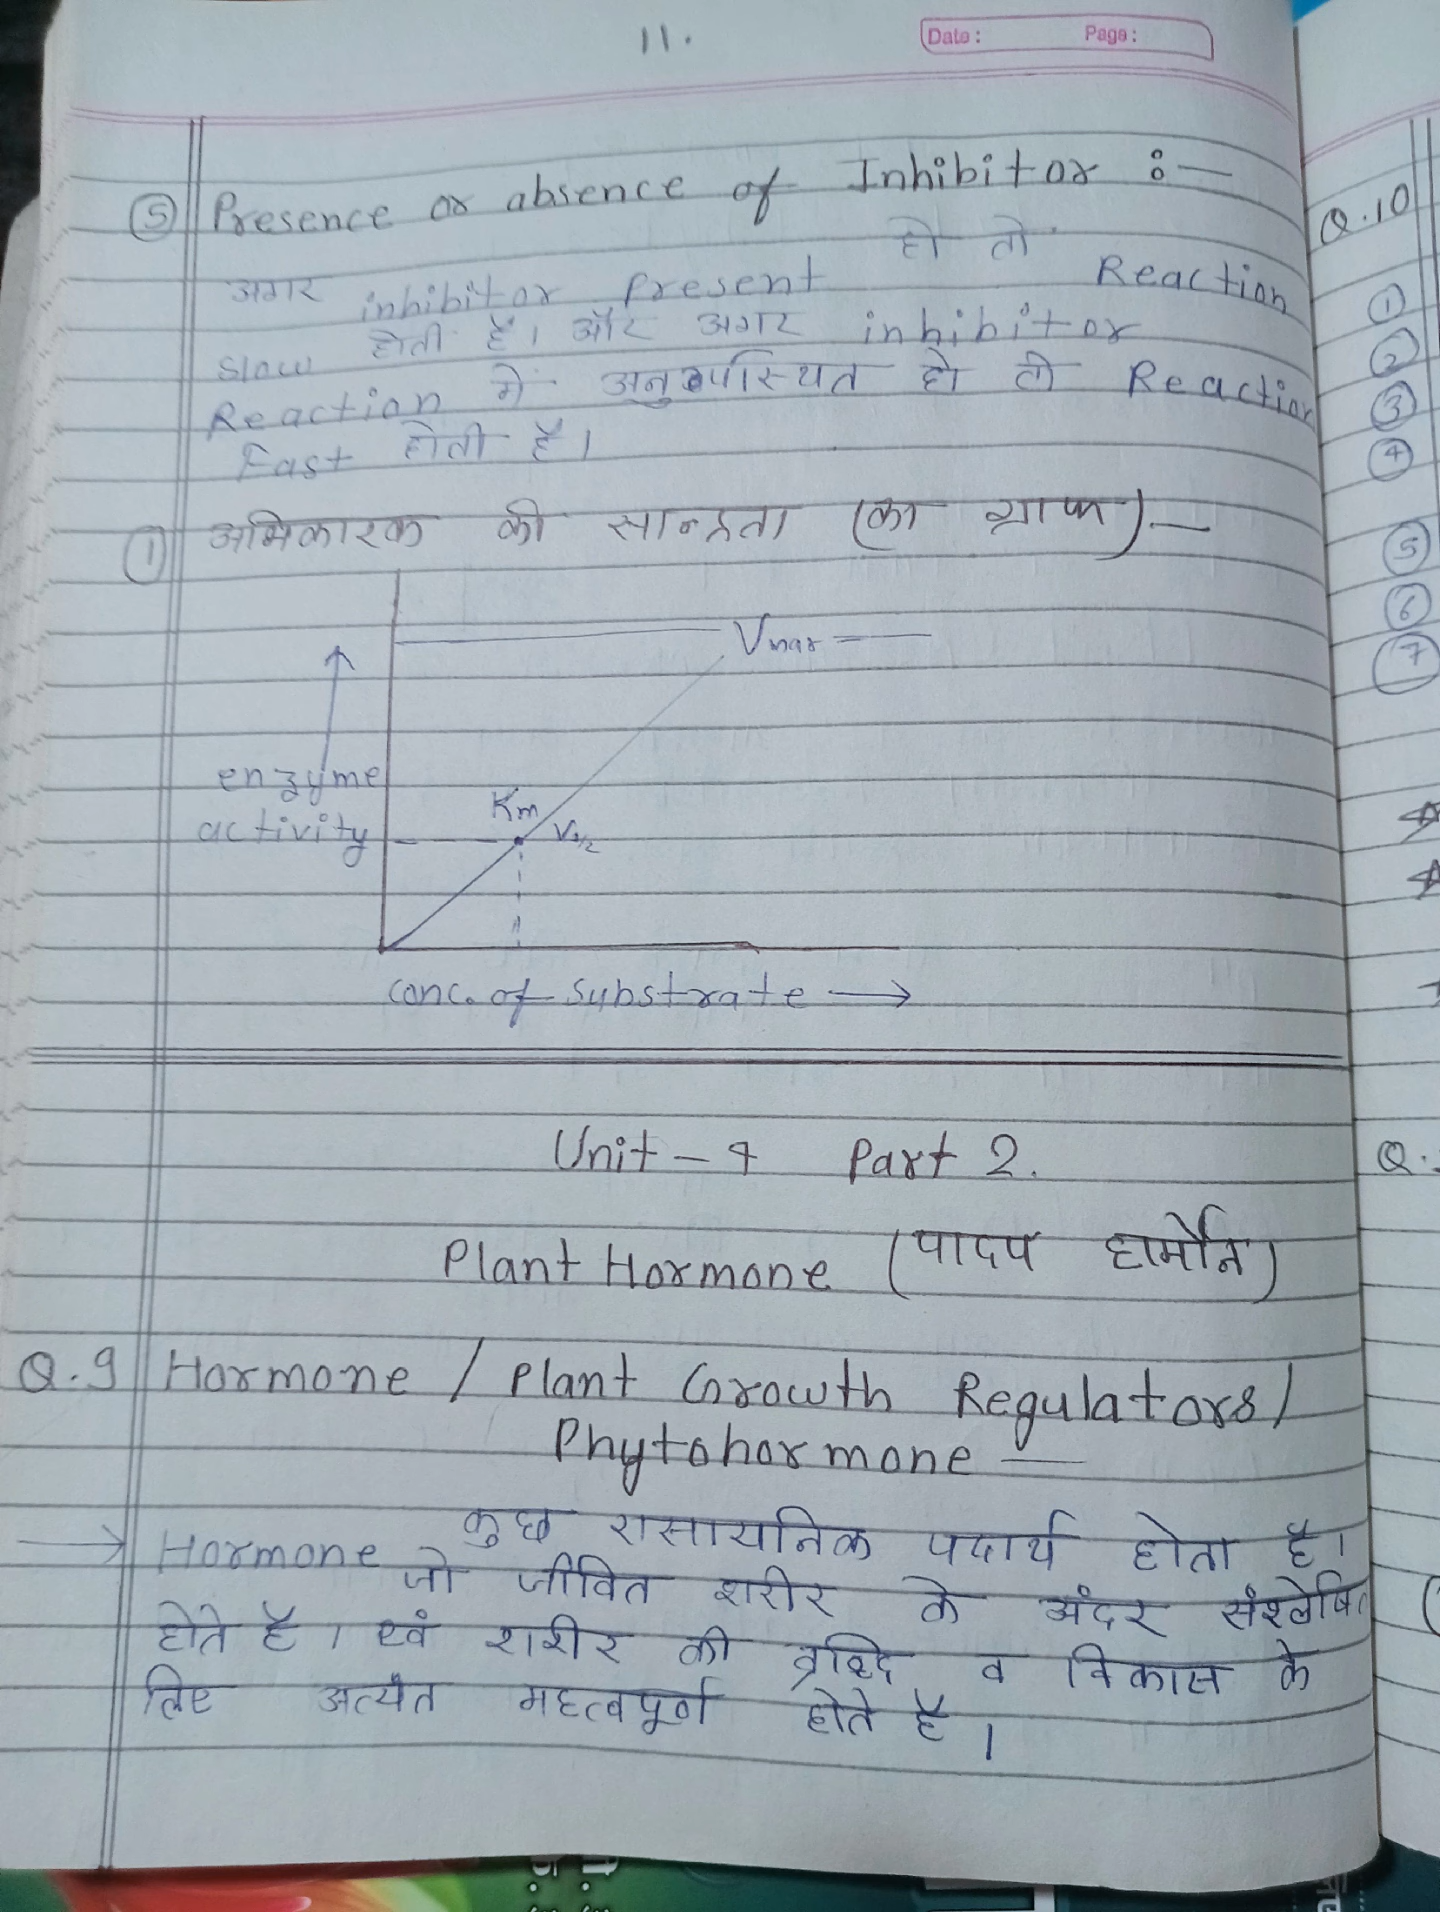 11.
Date : Page :
⑤ Presence or absence of Inhibitor :—
अगर inhibitor Present हो तो Reaction
slow होती है। और अगर inhibitor
Reaction मे अनुउपस्थित हो तो Reaction
Fast होती है।
① अभिकारक की सान्द्रता (का ग्राफ) —
Vmax
enzyme
activity
Km
V½
conc. of substrate →
Unit - 4 Part 2.
Plant Hormone (पादप हार्मोन)
Q.9 Hormone / Plant Growth Regulators /
Phytohormone —
→ Hormone कुछ रासायनिक पदार्थ होता है।
जो जीवित शरीर के अंदर संश्लेषित
होते है। एवं शरीर की व्रद्धि व विकास के
लिए अत्यंत महत्वपूर्ण होते है।
Q.10
①
②
③
④
⑤
⑥
⑦
Q.